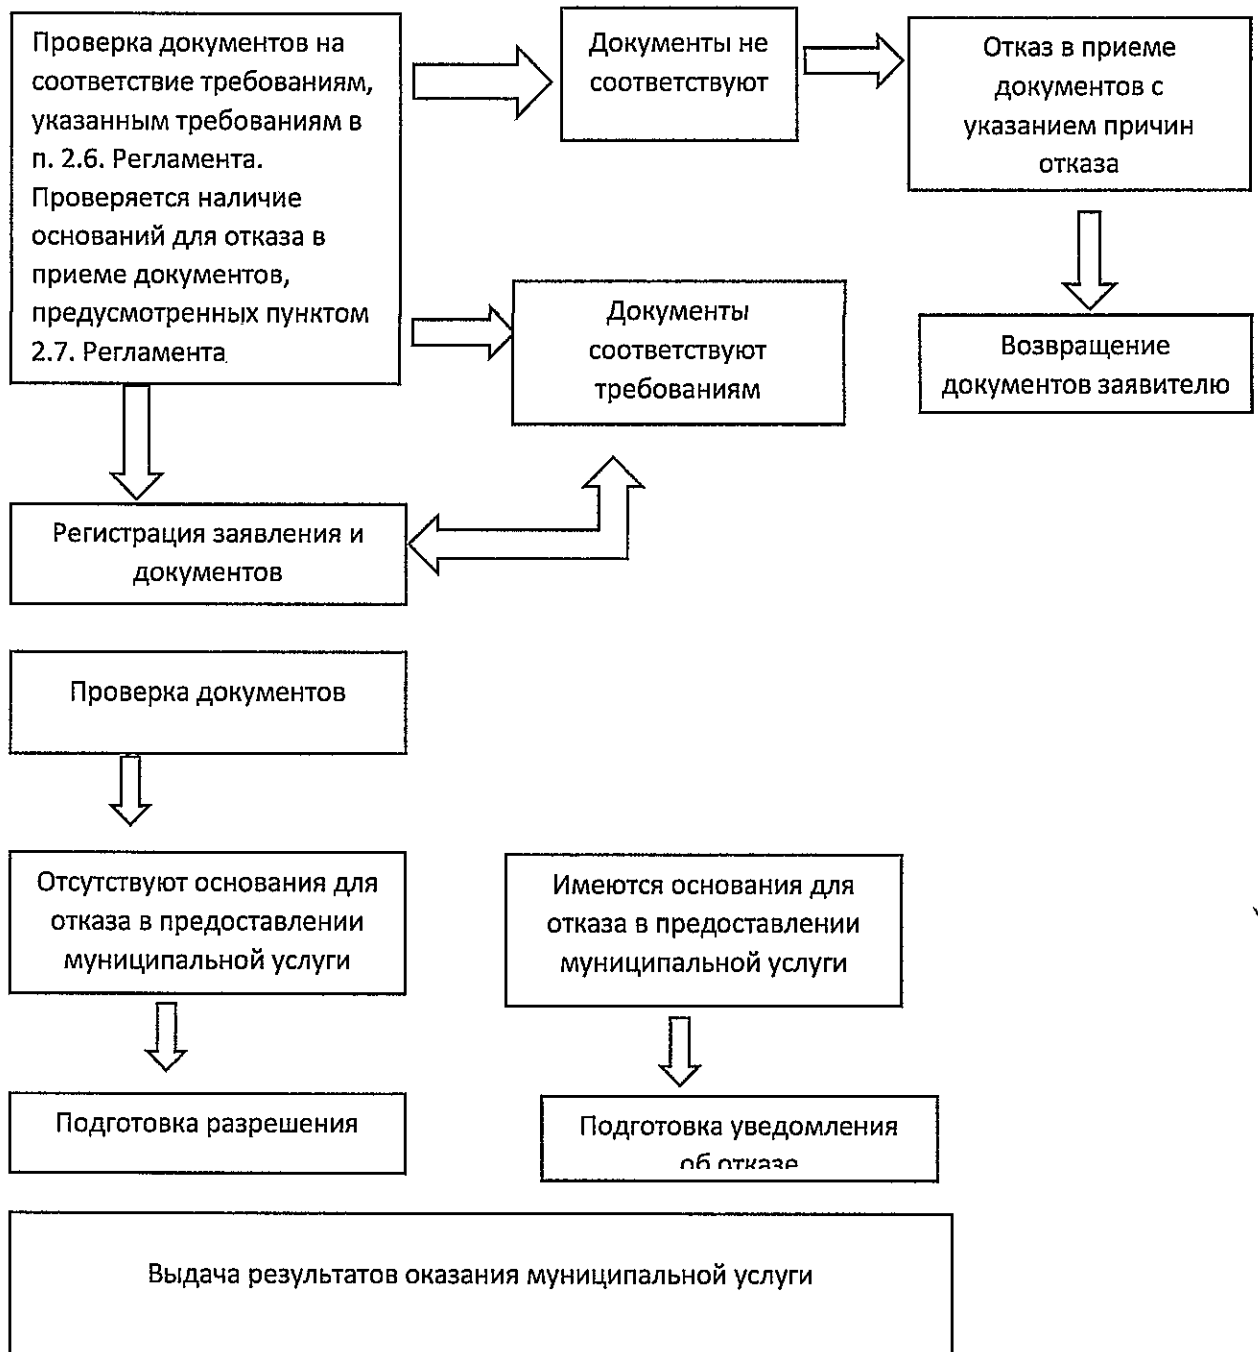 Проверка документов на
соответствие требованиям,
указанным требованиям в
п. 2.6. Регламента.
Проверяется наличие
оснований для отказа в
приеме документов,
предусмотренных пунктом
2.7. Регламента
Документы не
соответствуют
Отказ в приеме
документов с
указанием причин
отказа
Документы
соответствуют
требованиям
Возвращение
документов заявителю
Регистрация заявления и
документов
Проверка документов
Отсутствуют основания для
отказа в предоставлении
муниципальной услуги
Имеются основания для
отказа в предоставлении
муниципальной услуги
Подготовка разрешения
Подготовка уведомления
об отказе
Выдача результатов оказания муниципальной услуги